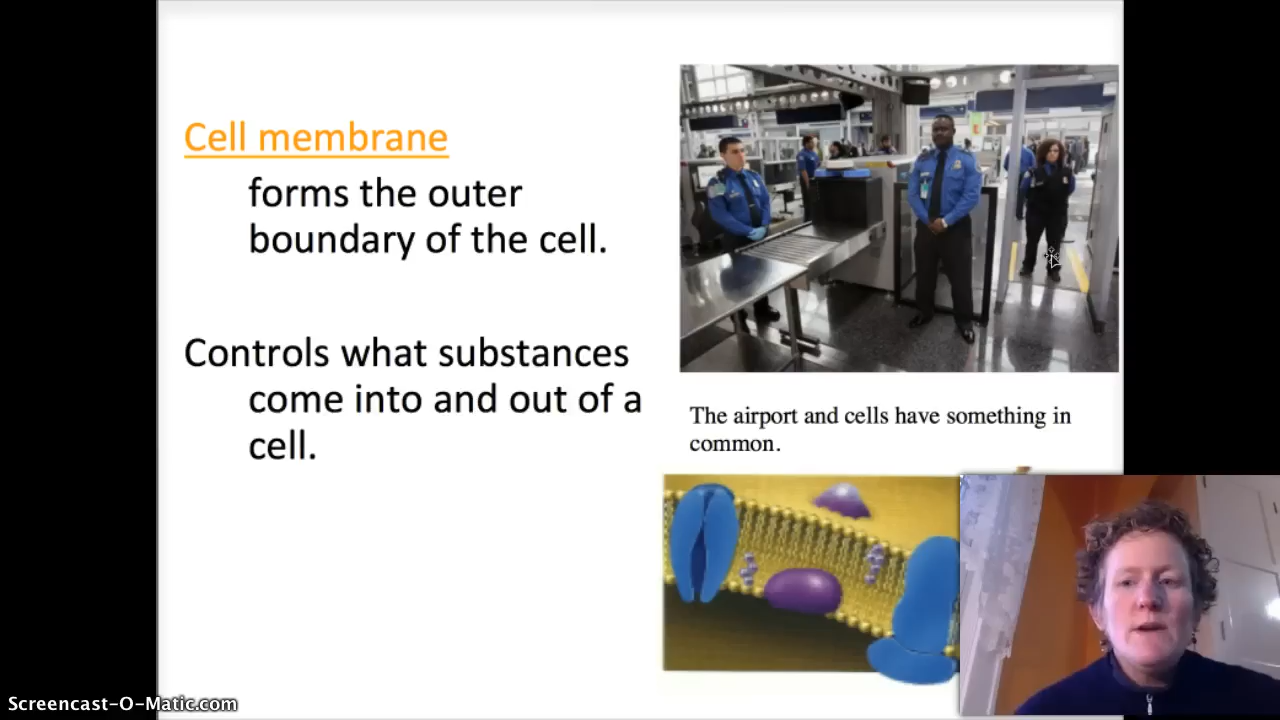 Cell membrane
forms the outer
boundary of the cell.
Controls what substances
come into and out of a
cell.
The airport and cells have something in
common.
Screencast-O-Matic.com